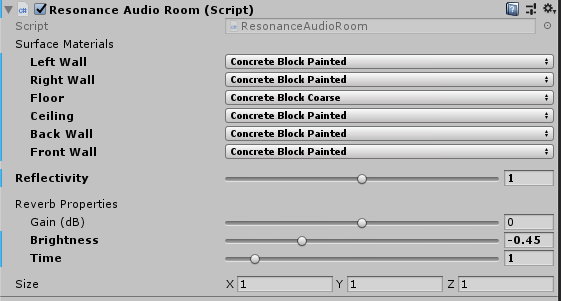 Resonance Audio Room (Script)
Script ResonanceAudioRoom
Surface Materials
Left Wall Concrete Block Painted
Right Wall Concrete Block Painted
Floor Concrete Block Coarse
Ceiling Concrete Block Painted
Back Wall Concrete Block Painted
Front Wall Concrete Block Painted
Reflectivity 1
Reverb Properties
Gain (dB) 0
Brightness -0.45
Time 1
Size X 1 Y 1 Z 1